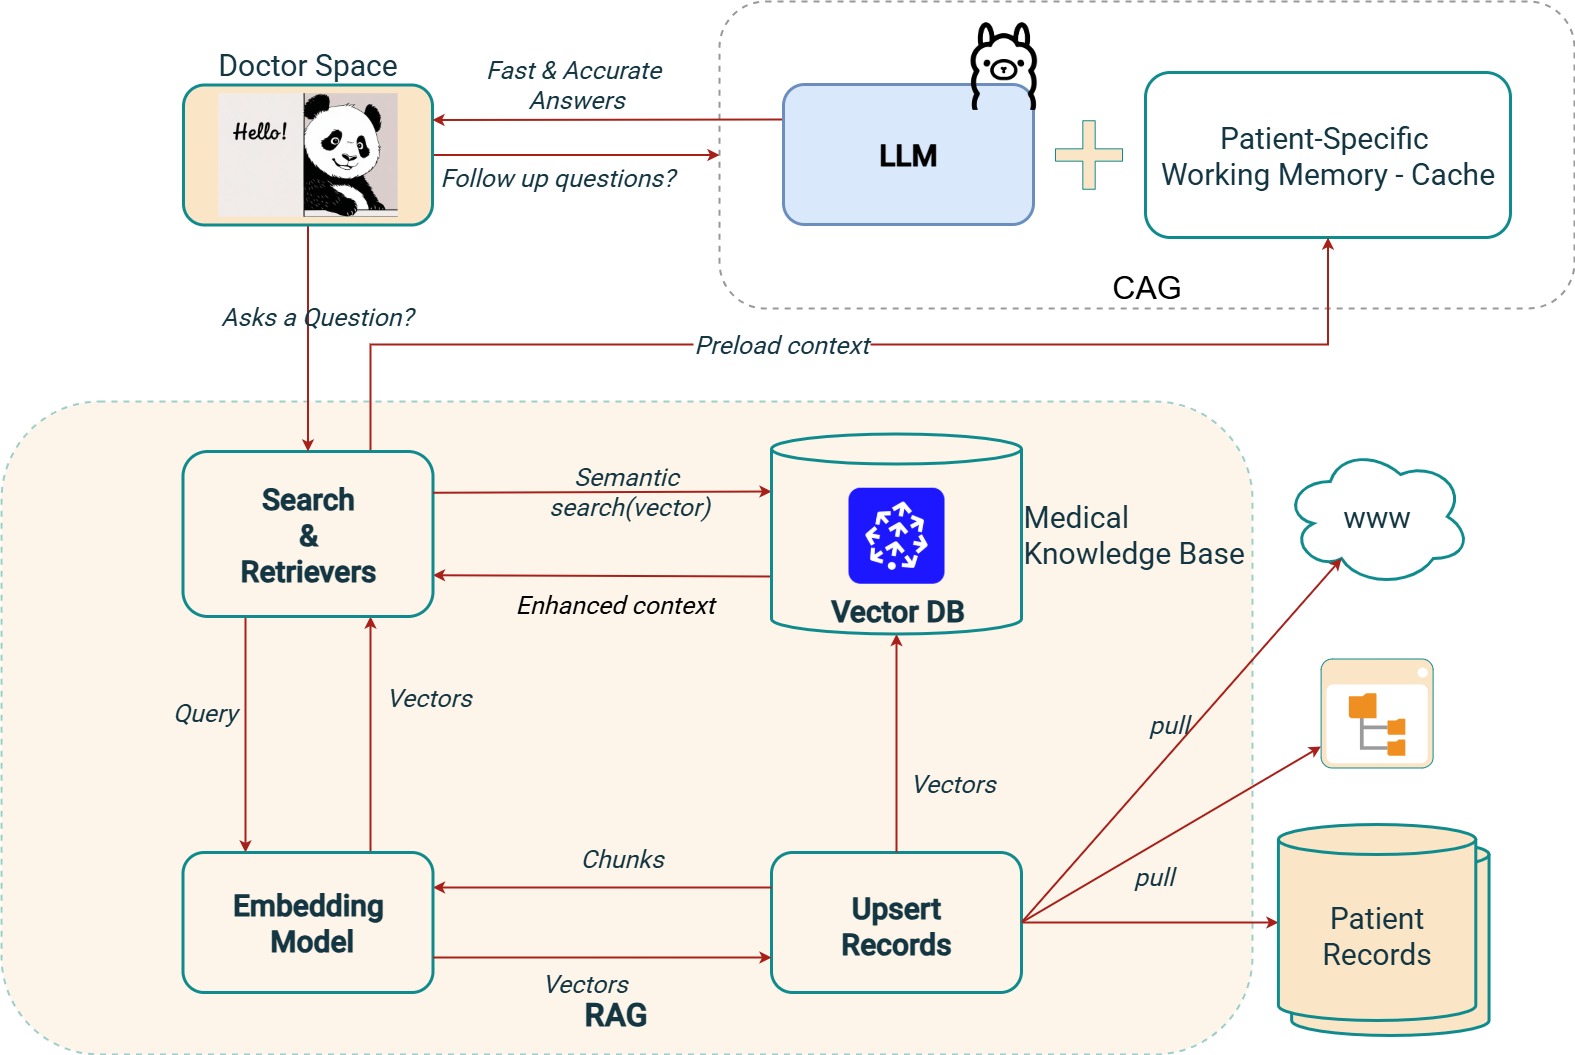 Doctor Space
Hello!
Fast & Accurate
Answers
Follow up questions?
LLM
Patient-Specific
Working Memory - Cache
CAG
Asks a Question?
Preload context
Search
&
Retrievers
Semantic
search(vector)
Enhanced context
Vector DB
Medical
Knowledge Base
www
Query
Vectors
Vectors
pull
pull
Embedding
Model
Chunks
Vectors
Upsert
Records
Patient
Records
RAG